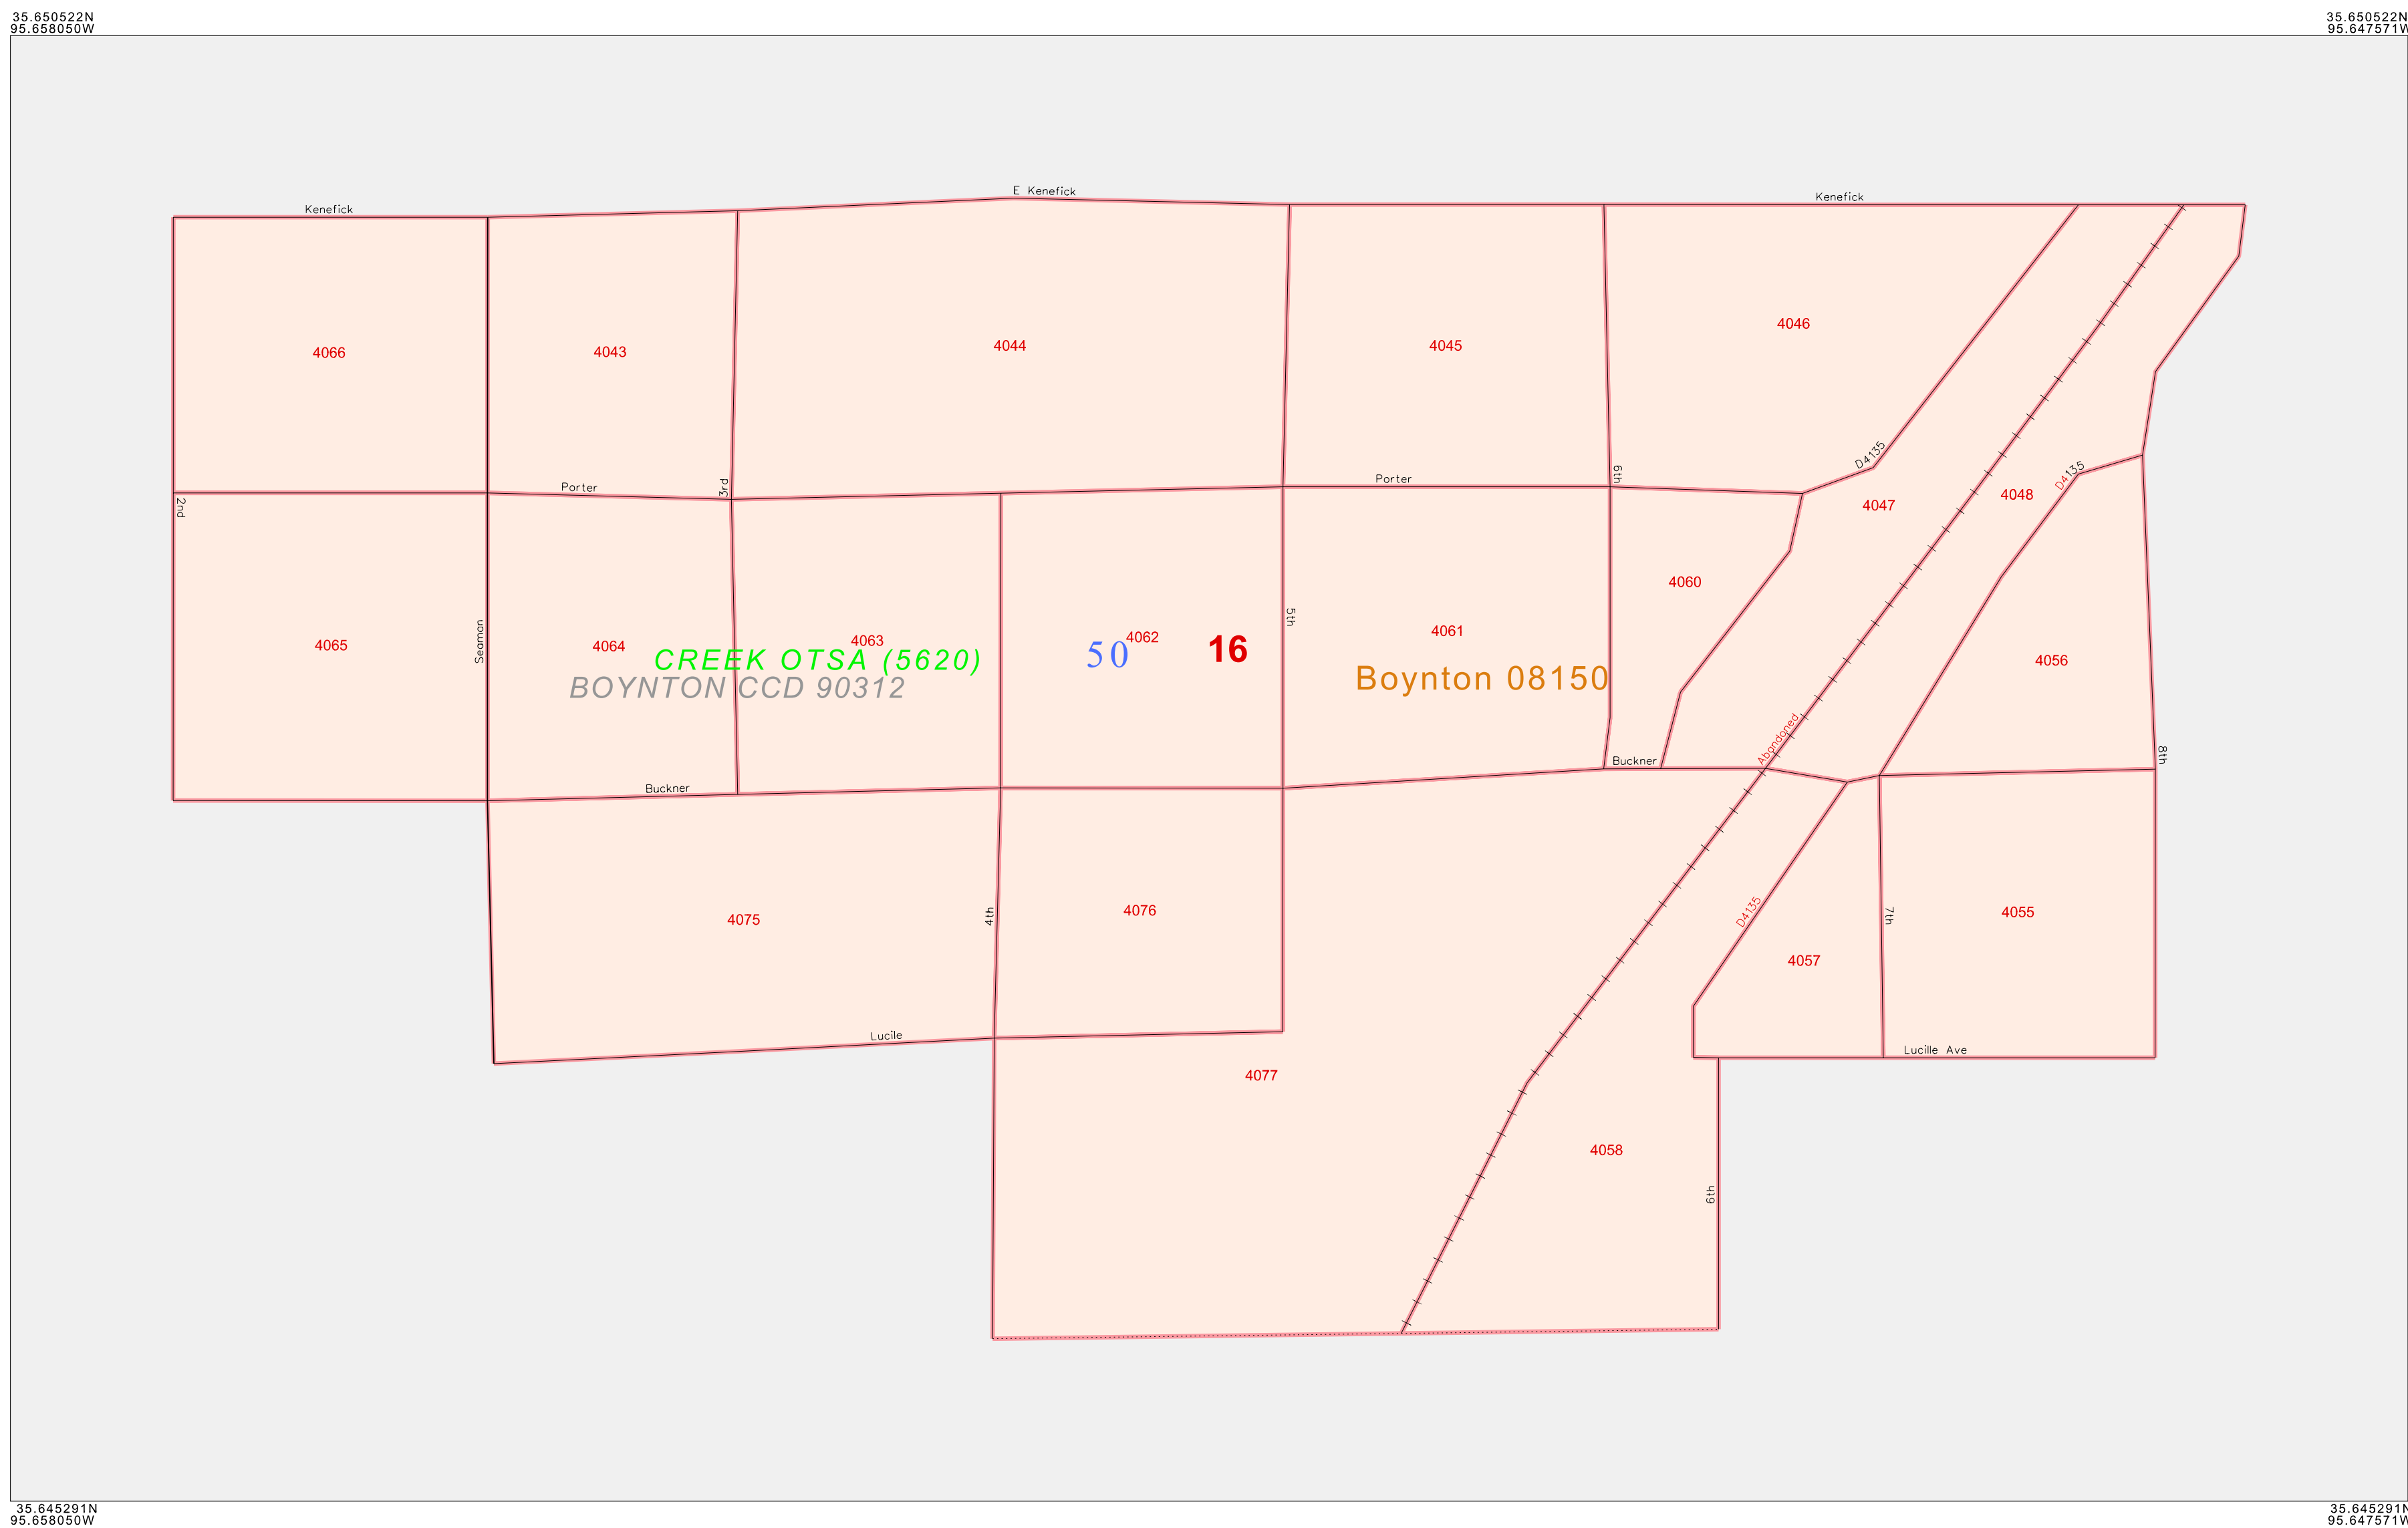 35.650522N
95.658050W
35.650522N
95.647571W
E Kenefick
Kenefick
Kenefick
4046
4045
4044
4043
4066
D4135
D4135
6th
Porter
Porter
3rd
2nd
4048
4047
4060
5th
4061
4062
4063
4064
4065
Seaman
16
50
CREEK OTSA (5620)
BOYNTON CCD 90312
Boynton 08150
4056
Abandoned
8th
Buckner
Buckner
4075
4076
4th
D4135
7th
4055
4057
Lucile
Lucille Ave
4077
4058
6th
35.645291N
95.658050W
35.645291N
95.647571W